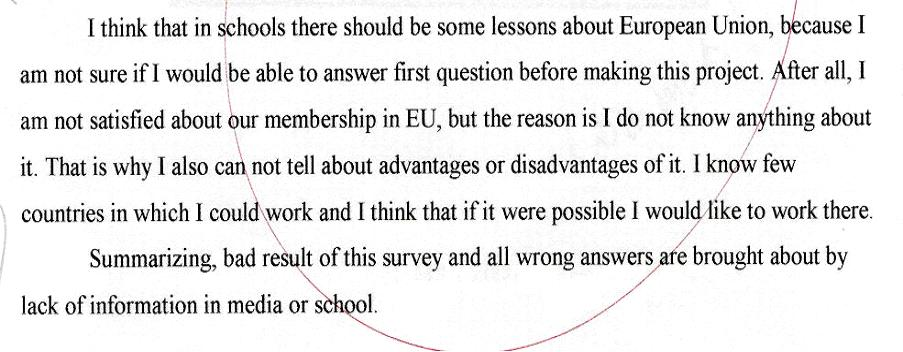 I think that in schools there should be some lessons about European Union, because I
am not sure if I would be able to answer first question before making this project. After all, I
am not satisfied about our membership in EU, but the reason is I do not know anything about
it. That is why I also can not tell about advantages or disadvantages of it. I know few
countries in which I could work and I think that if it were possible I would like to work there.
Summarizing, bad result of this survey and all wrong answers are brought about by
lack of information in media or school.